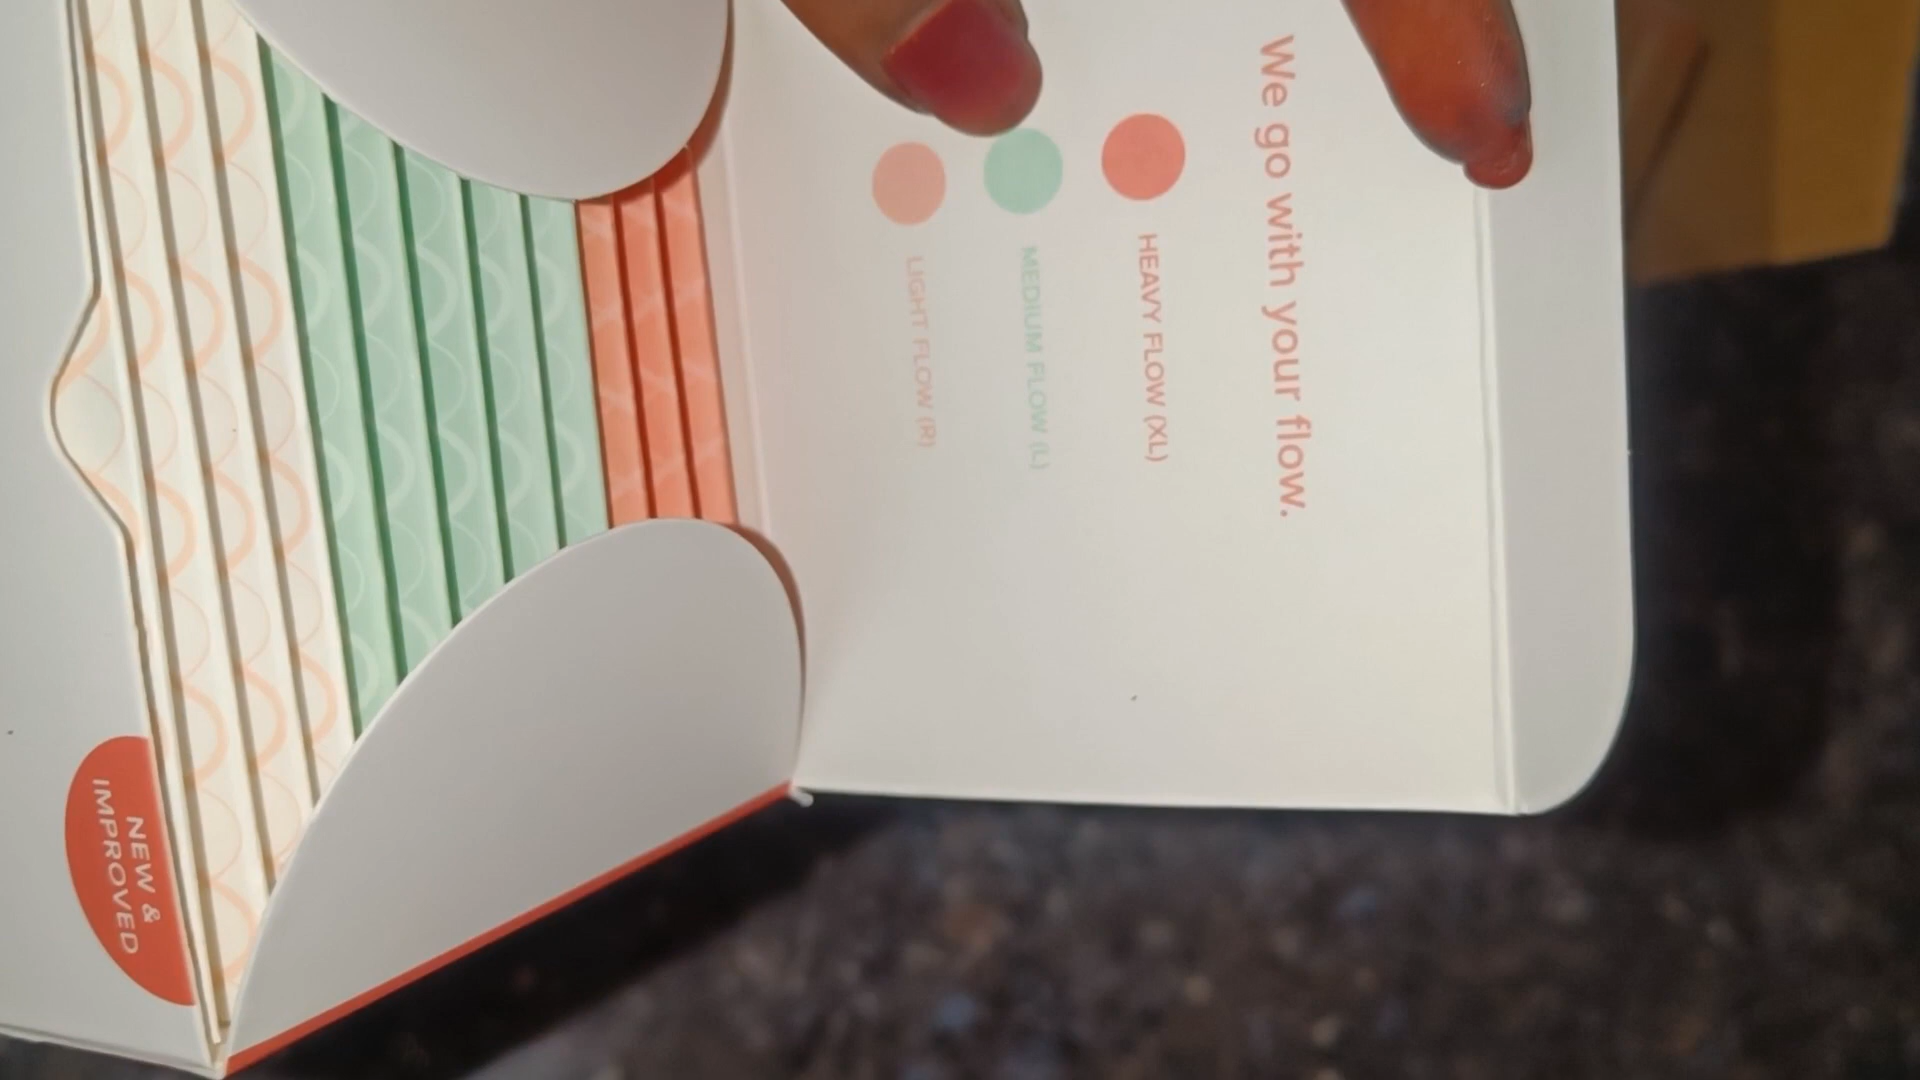 We go with your flow.
HEAVY FLOW (XL)
MEDIUM FLOW (L)
LIGHT FLOW (R)
NEW &
IMPROVED